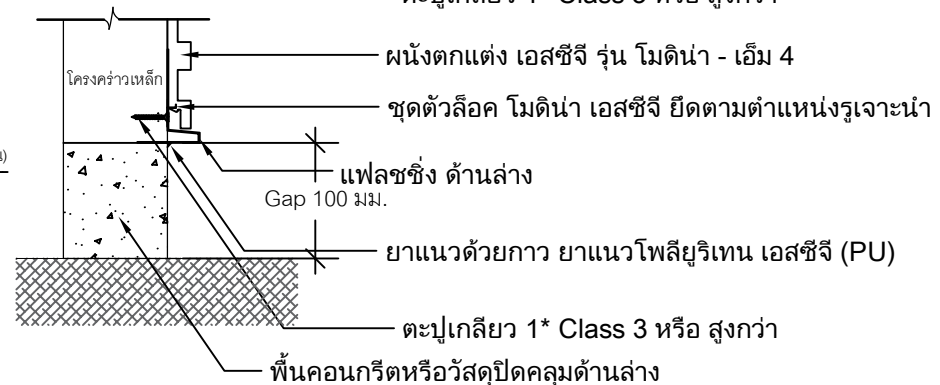 ผนังตกแต่ง เอสซีจี รุ่น โมดิน่า - เอ็ม 4
โครงคร่าวเหล็ก
ชุดตัวล็อค โมดิน่า เอสซีจี ยึดตามตำแหน่งรูเจาะนำ
แฟลชชิ่ง ด้านล่าง
Gap 100 มม.
ยาแนวด้วยกาว ยาแนวโพลียูริเทน เอสซีจี (PU)
ตะปูเกลียว 1* Class 3 หรือ สูงกว่า
พื้นคอนกรีตหรือวัสดุปิดคลุมด้านล่าง